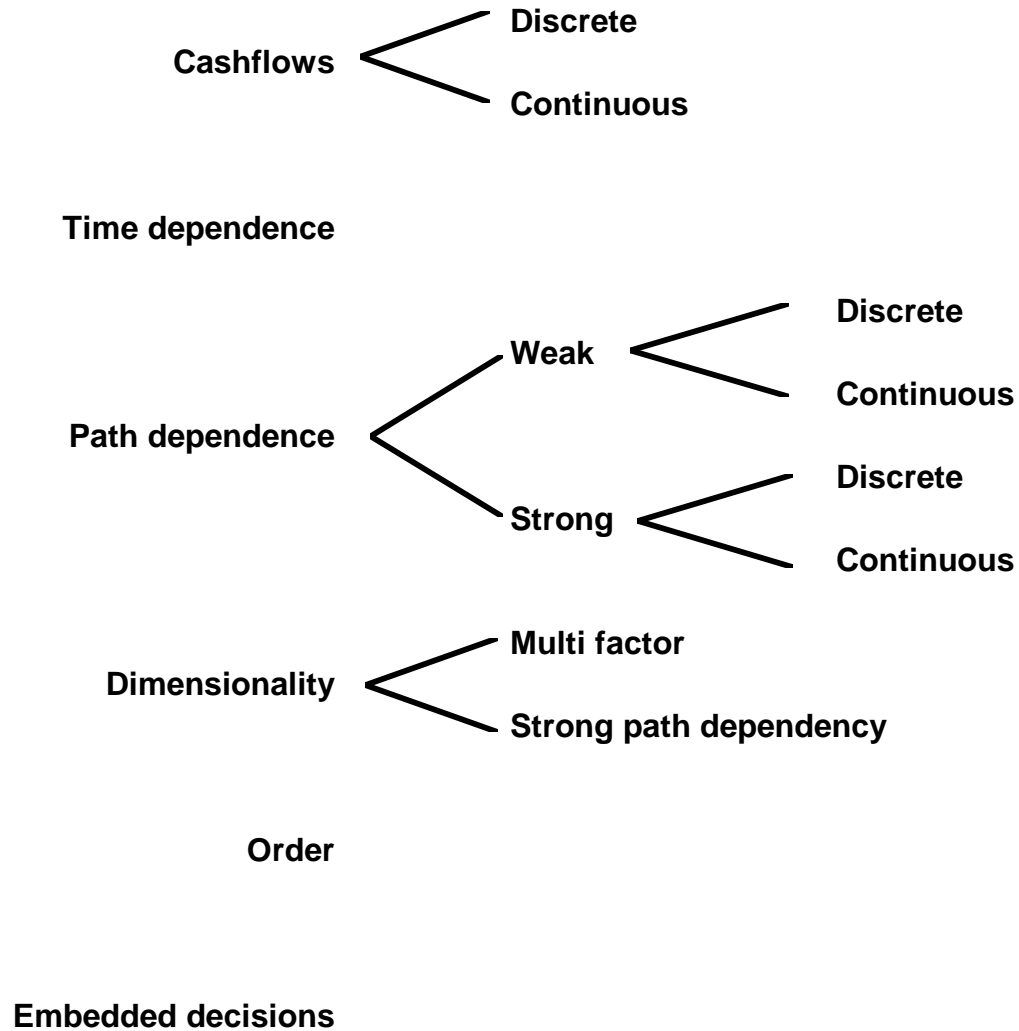 Discrete
Cashflows
Continuous
Time dependence
Discrete
Weak
Continuous
Path dependence
Discrete
Strong
Continuous
Multi factor
Dimensionality
Strong path dependency
Order
Embedded decisions